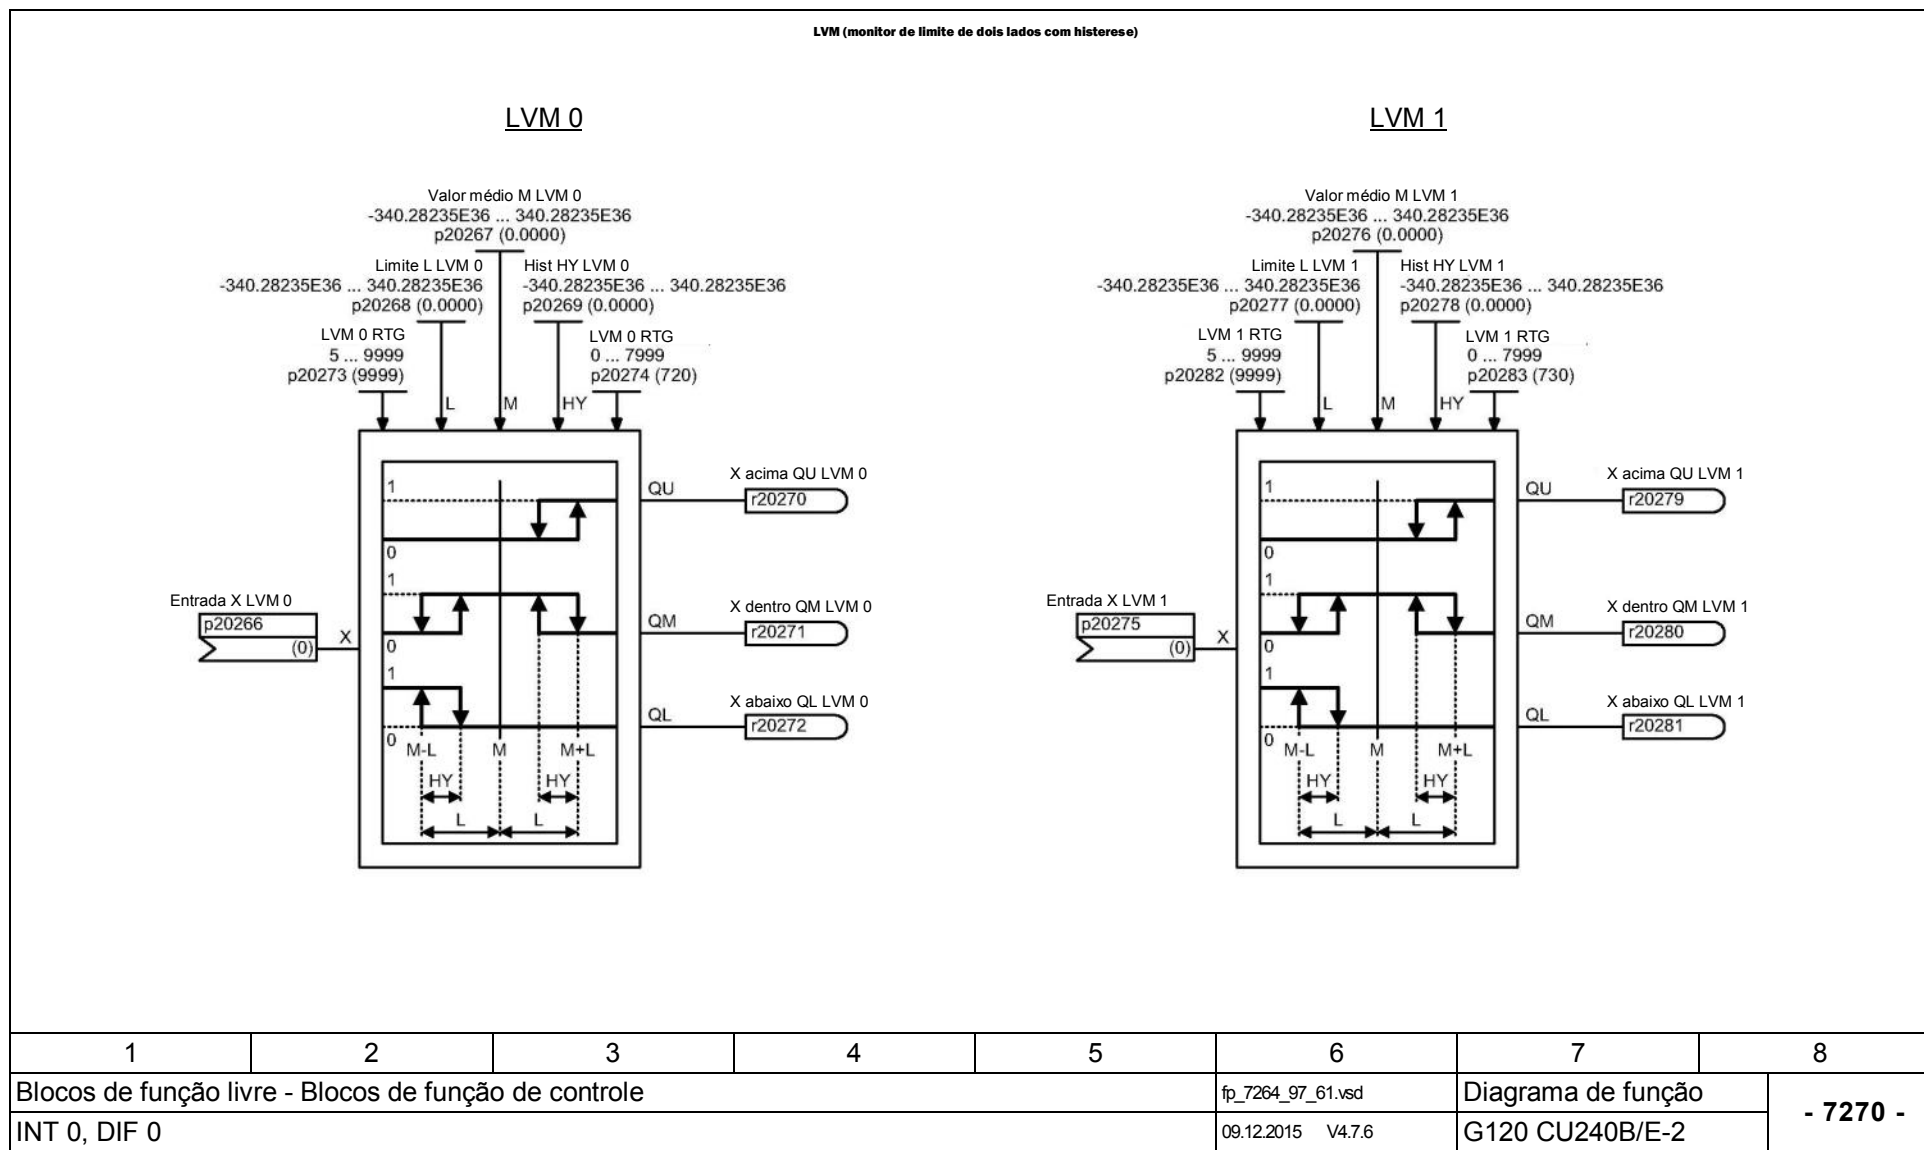 LVM (monitor de limite de dois lados com histerese)
LVM 0
Valor médio M LVM 0
-340.28235E36 ... 340.28235E36
p20267 (0.0000)
Limite L LVM 0
-340.28235E36 ... 340.28235E36
p20268 (0.0000)
Hist HY LVM 0
-340.28235E36 ... 340.28235E36
p20269 (0.0000)
LVM 0 RTG
5 ... 9999
p20273 (9999)
LVM 0 RTG
0 ... 7999
p20274 (720)
L
M
HY
Entrada X LVM 0
p20266
(0)
X
1
0
1
0
1
0
M-L
M
M+L
HY
HY
L
L
QU
X acima QU LVM 0
r20270
QM
X dentro QM LVM 0
r20271
QL
X abaixo QL LVM 0
r20272
LVM 1
Valor médio M LVM 1
-340.28235E36 ... 340.28235E36
p20276 (0.0000)
Limite L LVM 1
-340.28235E36 ... 340.28235E36
p20277 (0.0000)
Hist HY LVM 1
-340.28235E36 ... 340.28235E36
p20278 (0.0000)
LVM 1 RTG
5 ... 9999
p20282 (9999)
LVM 1 RTG
0 ... 7999
p20283 (730)
L
M
HY
Entrada X LVM 1
p20275
(0)
X
1
0
1
0
1
0
M-L
M
M+L
HY
HY
L
L
QU
X acima QU LVM 1
r20279
QM
X dentro QM LVM 1
r20280
QL
X abaixo QL LVM 1
r20281
1 2 3 4 5 6 7 8
Blocos de função livre - Blocos de função de controle
fp_7264_97_61.vsd
Diagrama de função
- 7270 -
INT 0, DIF 0
09.12.2015 V4.7.6
G120 CU240B/E-2